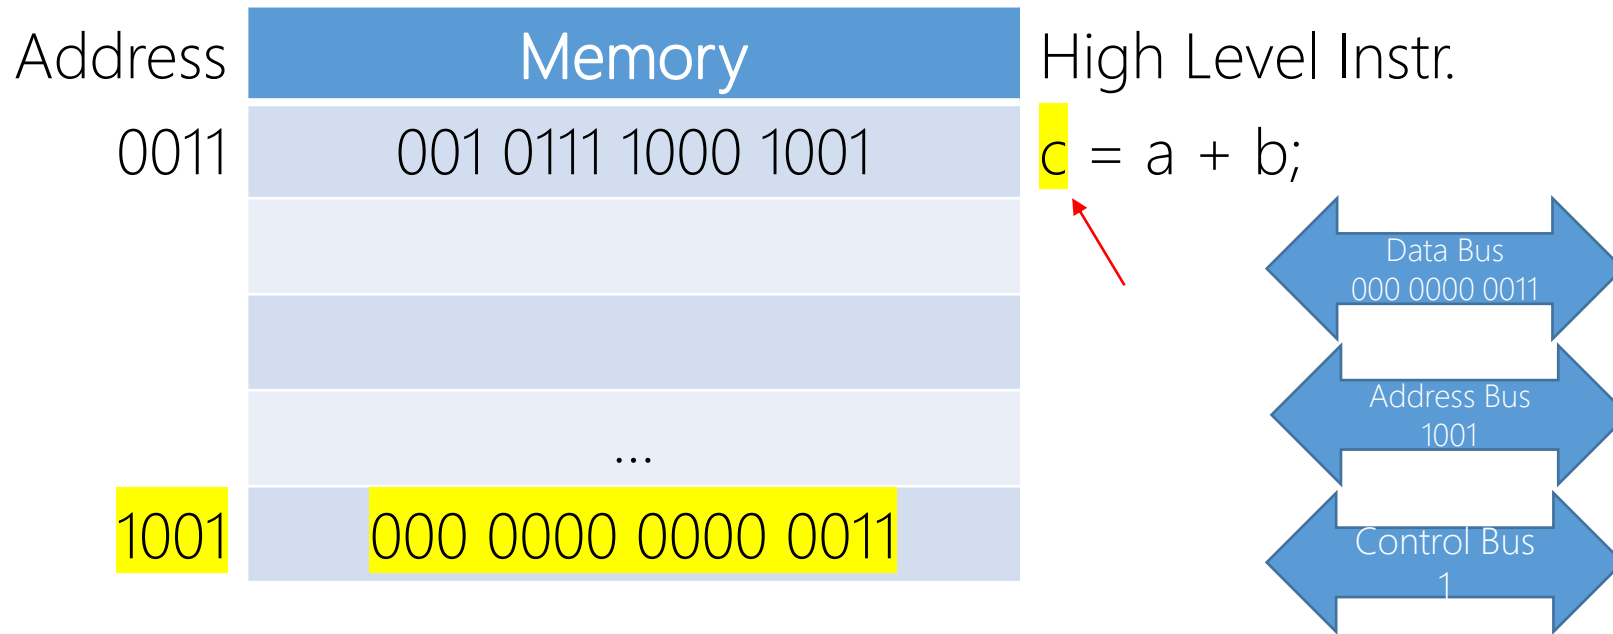 Address Memory High Level Instr.
0011 001 0111 1000 1001 c = a + b;
Data Bus
000 0000 0011
Address Bus
1001
...
1001 000 0000 0000 0011
Control Bus
1